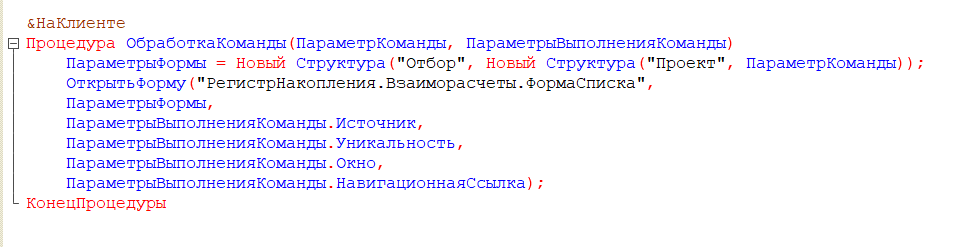 &НаКлиенте
Процедура ОбработкаКоманды(ПараметрКоманды, ПараметрыВыполненияКоманды)
ПараметрыФормы = Новый Структура("Отбор", Новый Структура("Проект", ПараметрКоманды));
ОткрытьФорму("РегистрНакопления.Взаиморасчеты.ФормаСписка",
ПараметрыФормы,
ПараметрыВыполненияКоманды.Источник,
ПараметрыВыполненияКоманды.Уникальность,
ПараметрыВыполненияКоманды.Окно,
ПараметрыВыполненияКоманды.НавигационнаяСсылка);
КонецПроцедуры